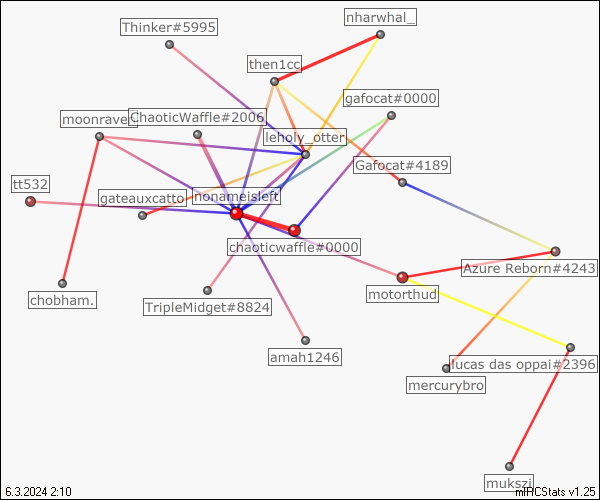 nharwhal_
Thinker#5995
then1cc
gafocat#0000
moonrave
ChaoticWaffle#2006
leholy_otter
Gafocat#4189
tt532
gateauxcatto
nonameisleft
chaoticwaffle#0000
Azure Reborn#4243
motorthud
chobham.
TripleMidget#8824
amah1246
lucas das oppai#2396
mercurybro
mukszi
6.3.2024 2:10
mIRCStats v1.25